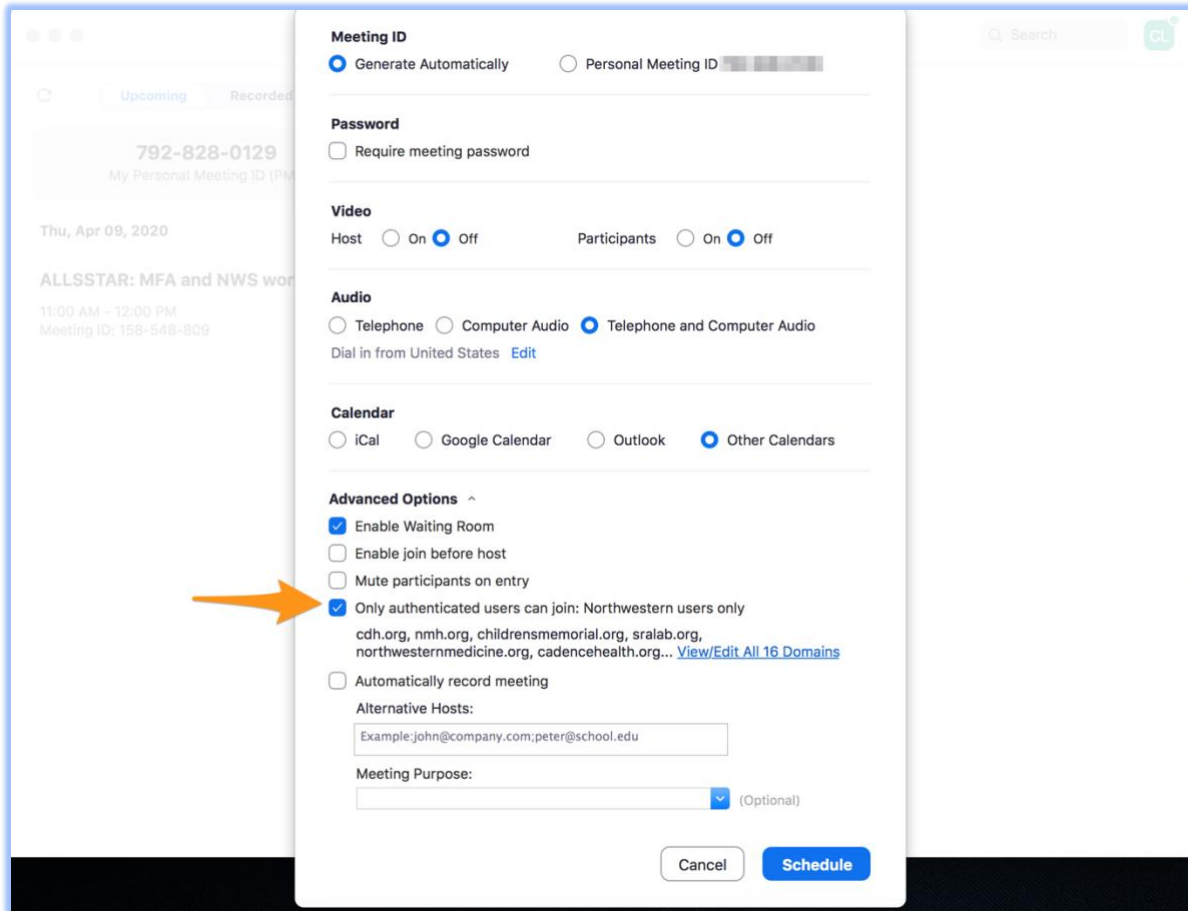 Search
CL
Upcoming
Recorded
792-828-0129
My Personal Meeting ID (PM
Thu, Apr 09, 2020
ALLSSTAR: MFA and NWS wor
11:00 AM - 12:00 PM
Meeting ID: 158-548-809
Meeting ID
Generate Automatically
Personal Meeting ID
Password
Require meeting password
Video
Host On Off Participants On Off
Audio
Telephone Computer Audio Telephone and Computer Audio
Dial in from United States Edit
Calendar
iCal Google Calendar Outlook Other Calendars
Advanced Options
Enable Waiting Room
Enable join before host
Mute participants on entry
Only authenticated users can join: Northwestern users only
cdh.org, nmh.org, childrensmemorial.org, sralab.org,
northwesternmedicine.org, cadencehealth.org... View/Edit All 16 Domains
Automatically record meeting
Alternative Hosts:
Example:john@company.com;peter@school.edu
Meeting Purpose:
(Optional)
Cancel
Schedule